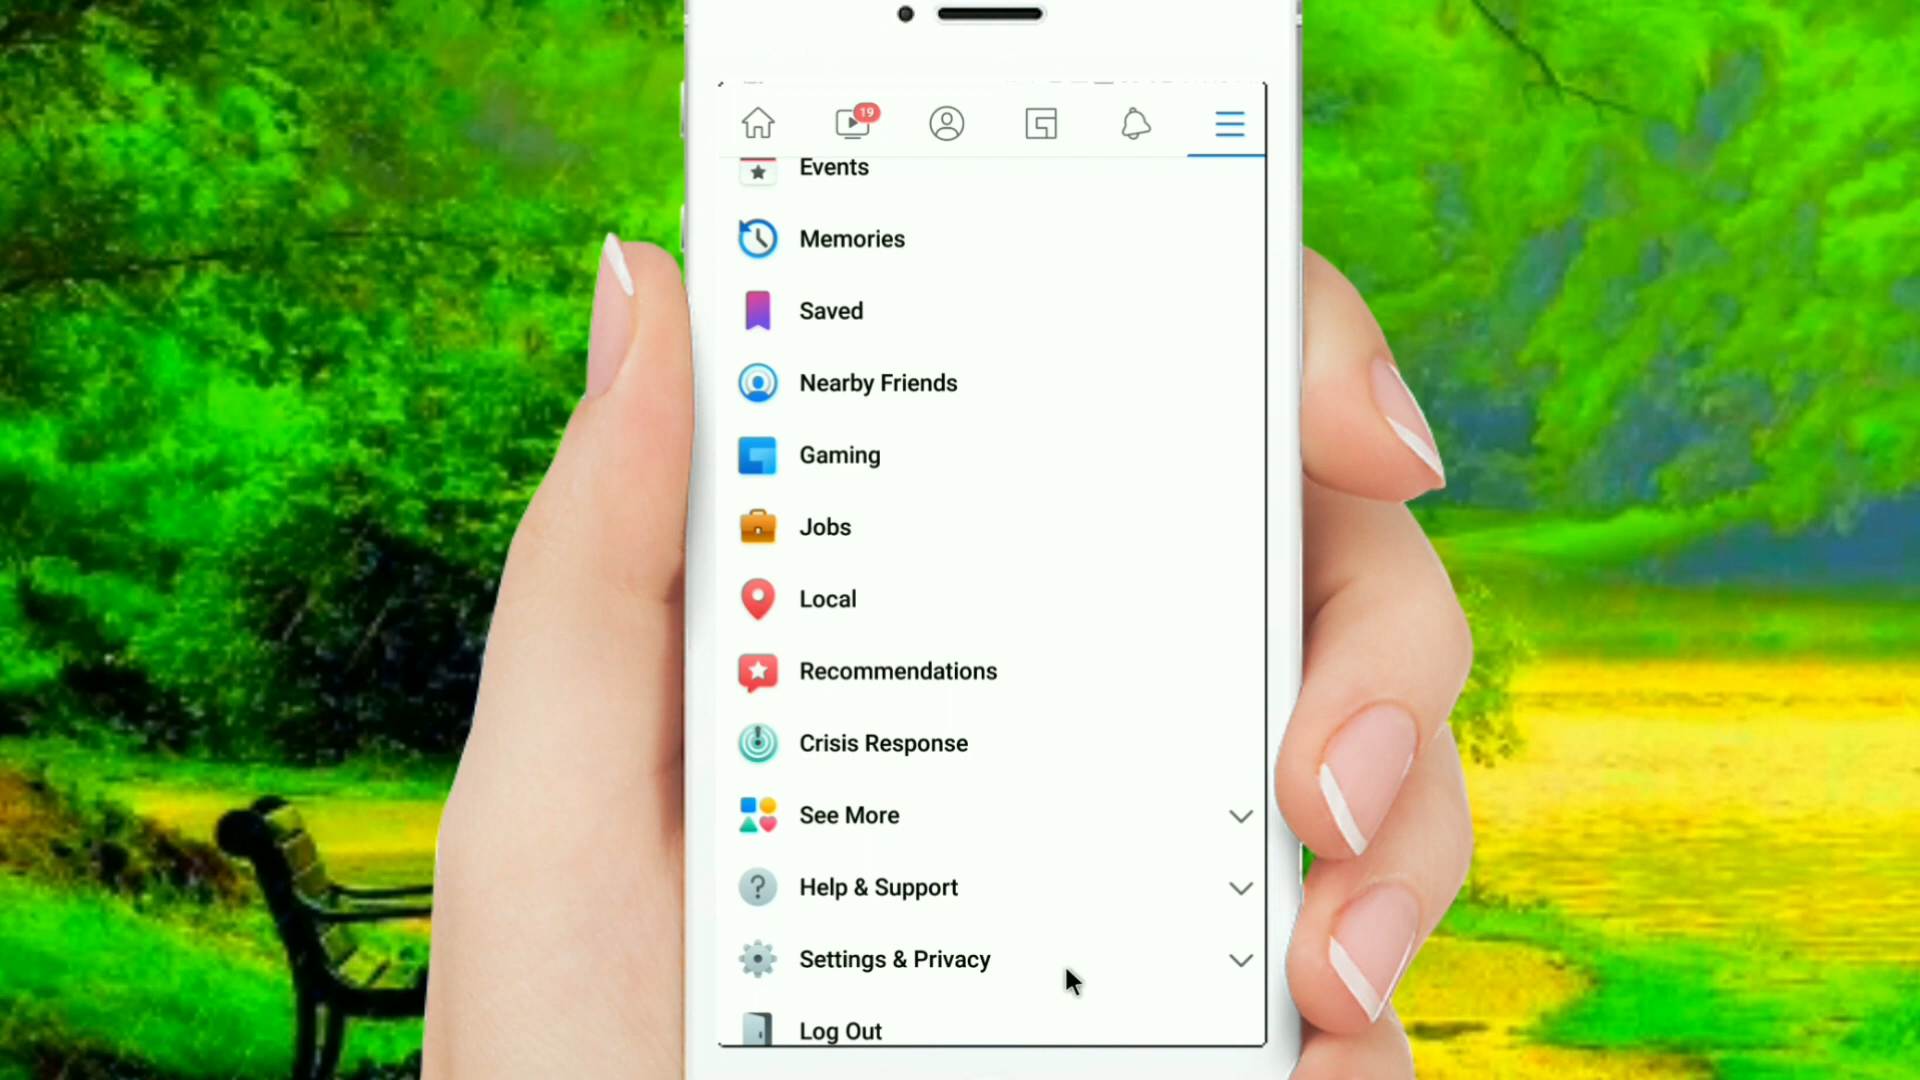 19
Events
Memories
Saved
Nearby Friends
Gaming
Jobs
Local
Recommendations
Crisis Response
See More
Help & Support
Settings & Privacy
Log Out